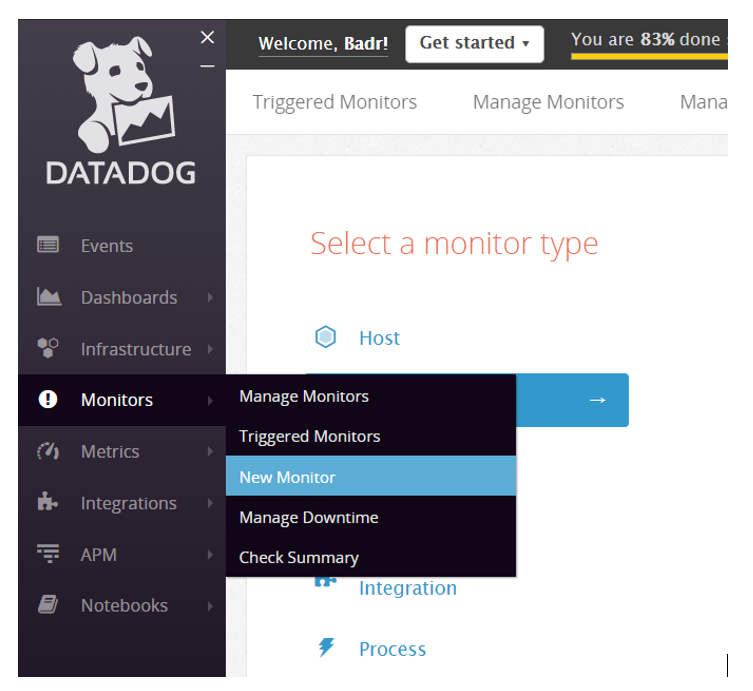 Welcome, Badr!
Get started ▾
You are 83% done
Triggered Monitors
Manage Monitors
DATADOG
Events
Dashboards
Infrastructure
Monitors
Metrics
Integrations
APM
Notebooks
Select a monitor type
Host
→
Manage Monitors
Triggered Monitors
New Monitor
Manage Downtime
Check Summary
Integration
Process